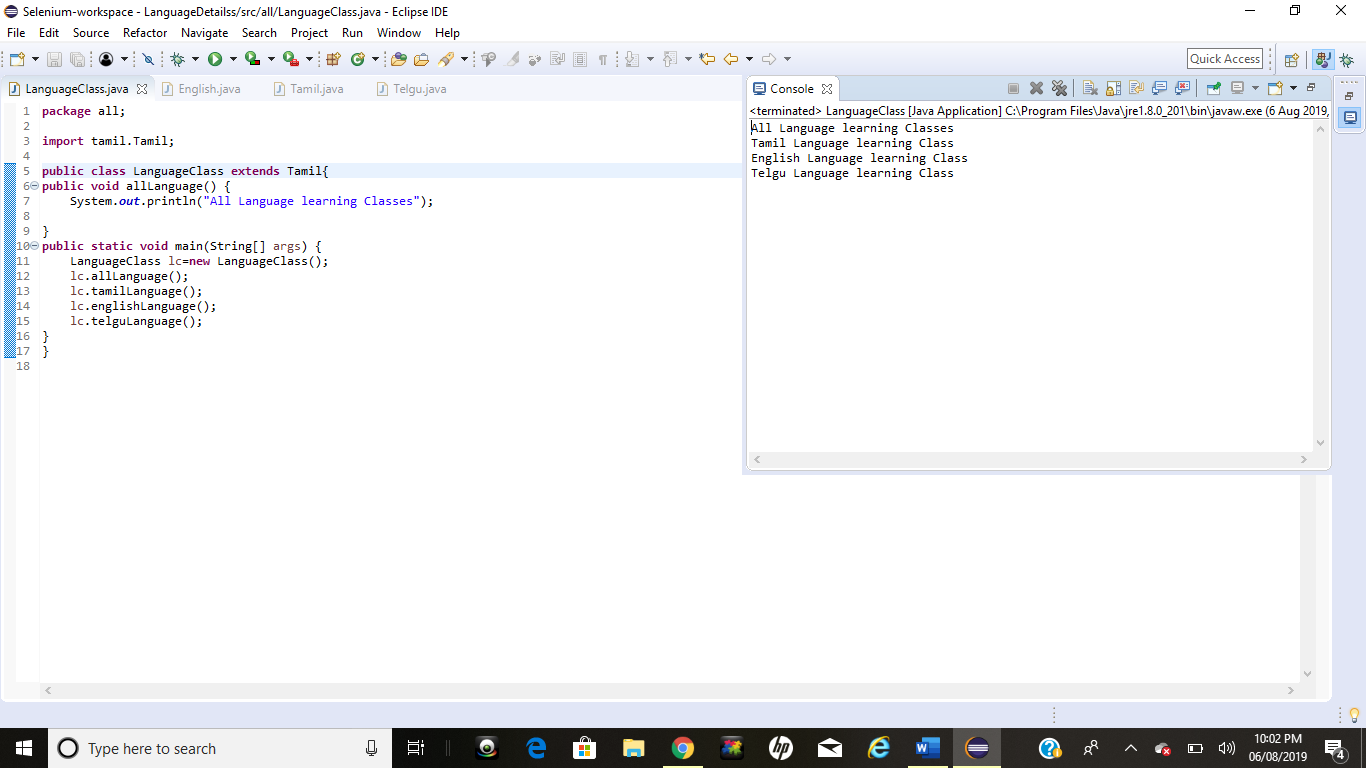 Selenium-workspace - LanguageDetailss/src/all/LanguageClass.java - Eclipse IDE
File Edit Source Refactor Navigate Search Project Run Window Help
Quick Access
LanguageClass.java English.java Tamil.java Telgu.java
1 package all;
2
3 import tamil.Tamil;
4
5 public class LanguageClass extends Tamil{
6 public void allLanguage() {
7 System.out.println("All Language learning Classes");
8
9 }
10 public static void main(String[] args) {
11 LanguageClass lc=new LanguageClass();
12 lc.allLanguage();
13 lc.tamilLanguage();
14 lc.englishLanguage();
15 lc.telguLanguage();
16 }
17 }
18
Console
<terminated> LanguageClass [Java Application] C:\Program Files\Java\jre1.8.0_201\bin\javaw.exe (6 Aug 2019,
All Language learning Classes
Tamil Language learning Class
English Language learning Class
Telgu Language learning Class
Type here to search
10:02 PM
06/08/2019
4